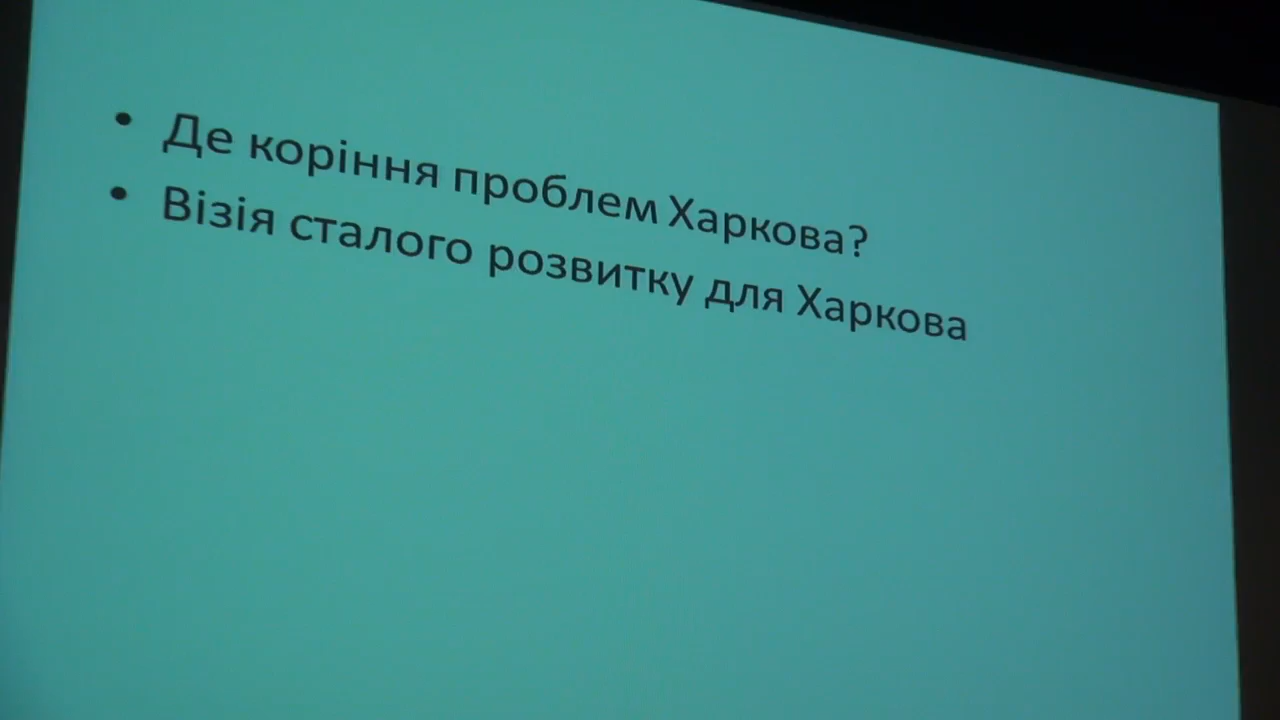 • Де коріння проблем Харкова?
• Візія сталого розвитку для Харкова